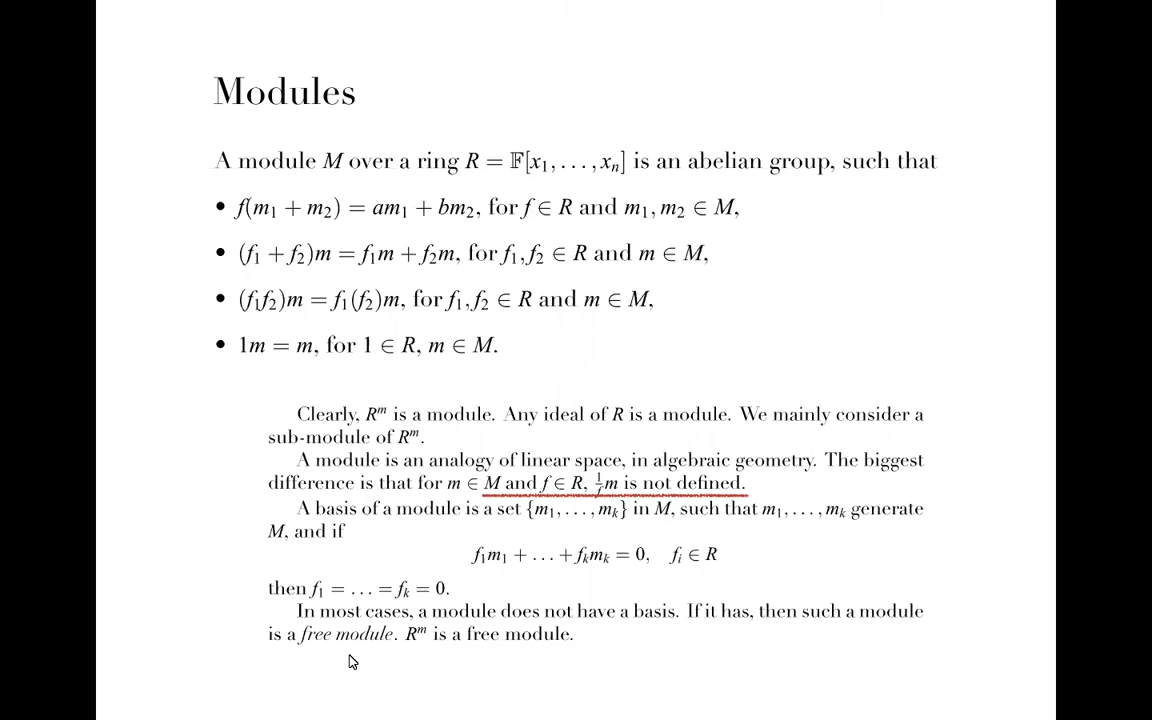 Modules
A module M over a ring R = 𝔽[x₁, . . . , xₙ] is an abelian group, such that
• f(m₁ + m₂) = am₁ + bm₂, for f ∈ R and m₁, m₂ ∈ M,
• (f₁ + f₂)m = f₁m + f₂m, for f₁, f₂ ∈ R and m ∈ M,
• (f₁f₂)m = f₁(f₂)m, for f₁, f₂ ∈ R and m ∈ M,
• 1m = m, for 1 ∈ R, m ∈ M.
Clearly, Rᵐ is a module. Any ideal of R is a module. We mainly consider a
sub-module of Rᵐ.
A module is an analogy of linear space, in algebraic geometry. The biggest
difference is that for m ∈ M and f ∈ R, 1/f m is not defined.
A basis of a module is a set {m₁, . . . , mₖ} in M, such that m₁, . . . , mₖ generate
M, and if
f₁m₁ + . . . + fₖmₖ = 0, fᵢ ∈ R
then f₁ = . . . = fₖ = 0.
In most cases, a module does not have a basis. If it has, then such a module
is a free module. Rᵐ is a free module.